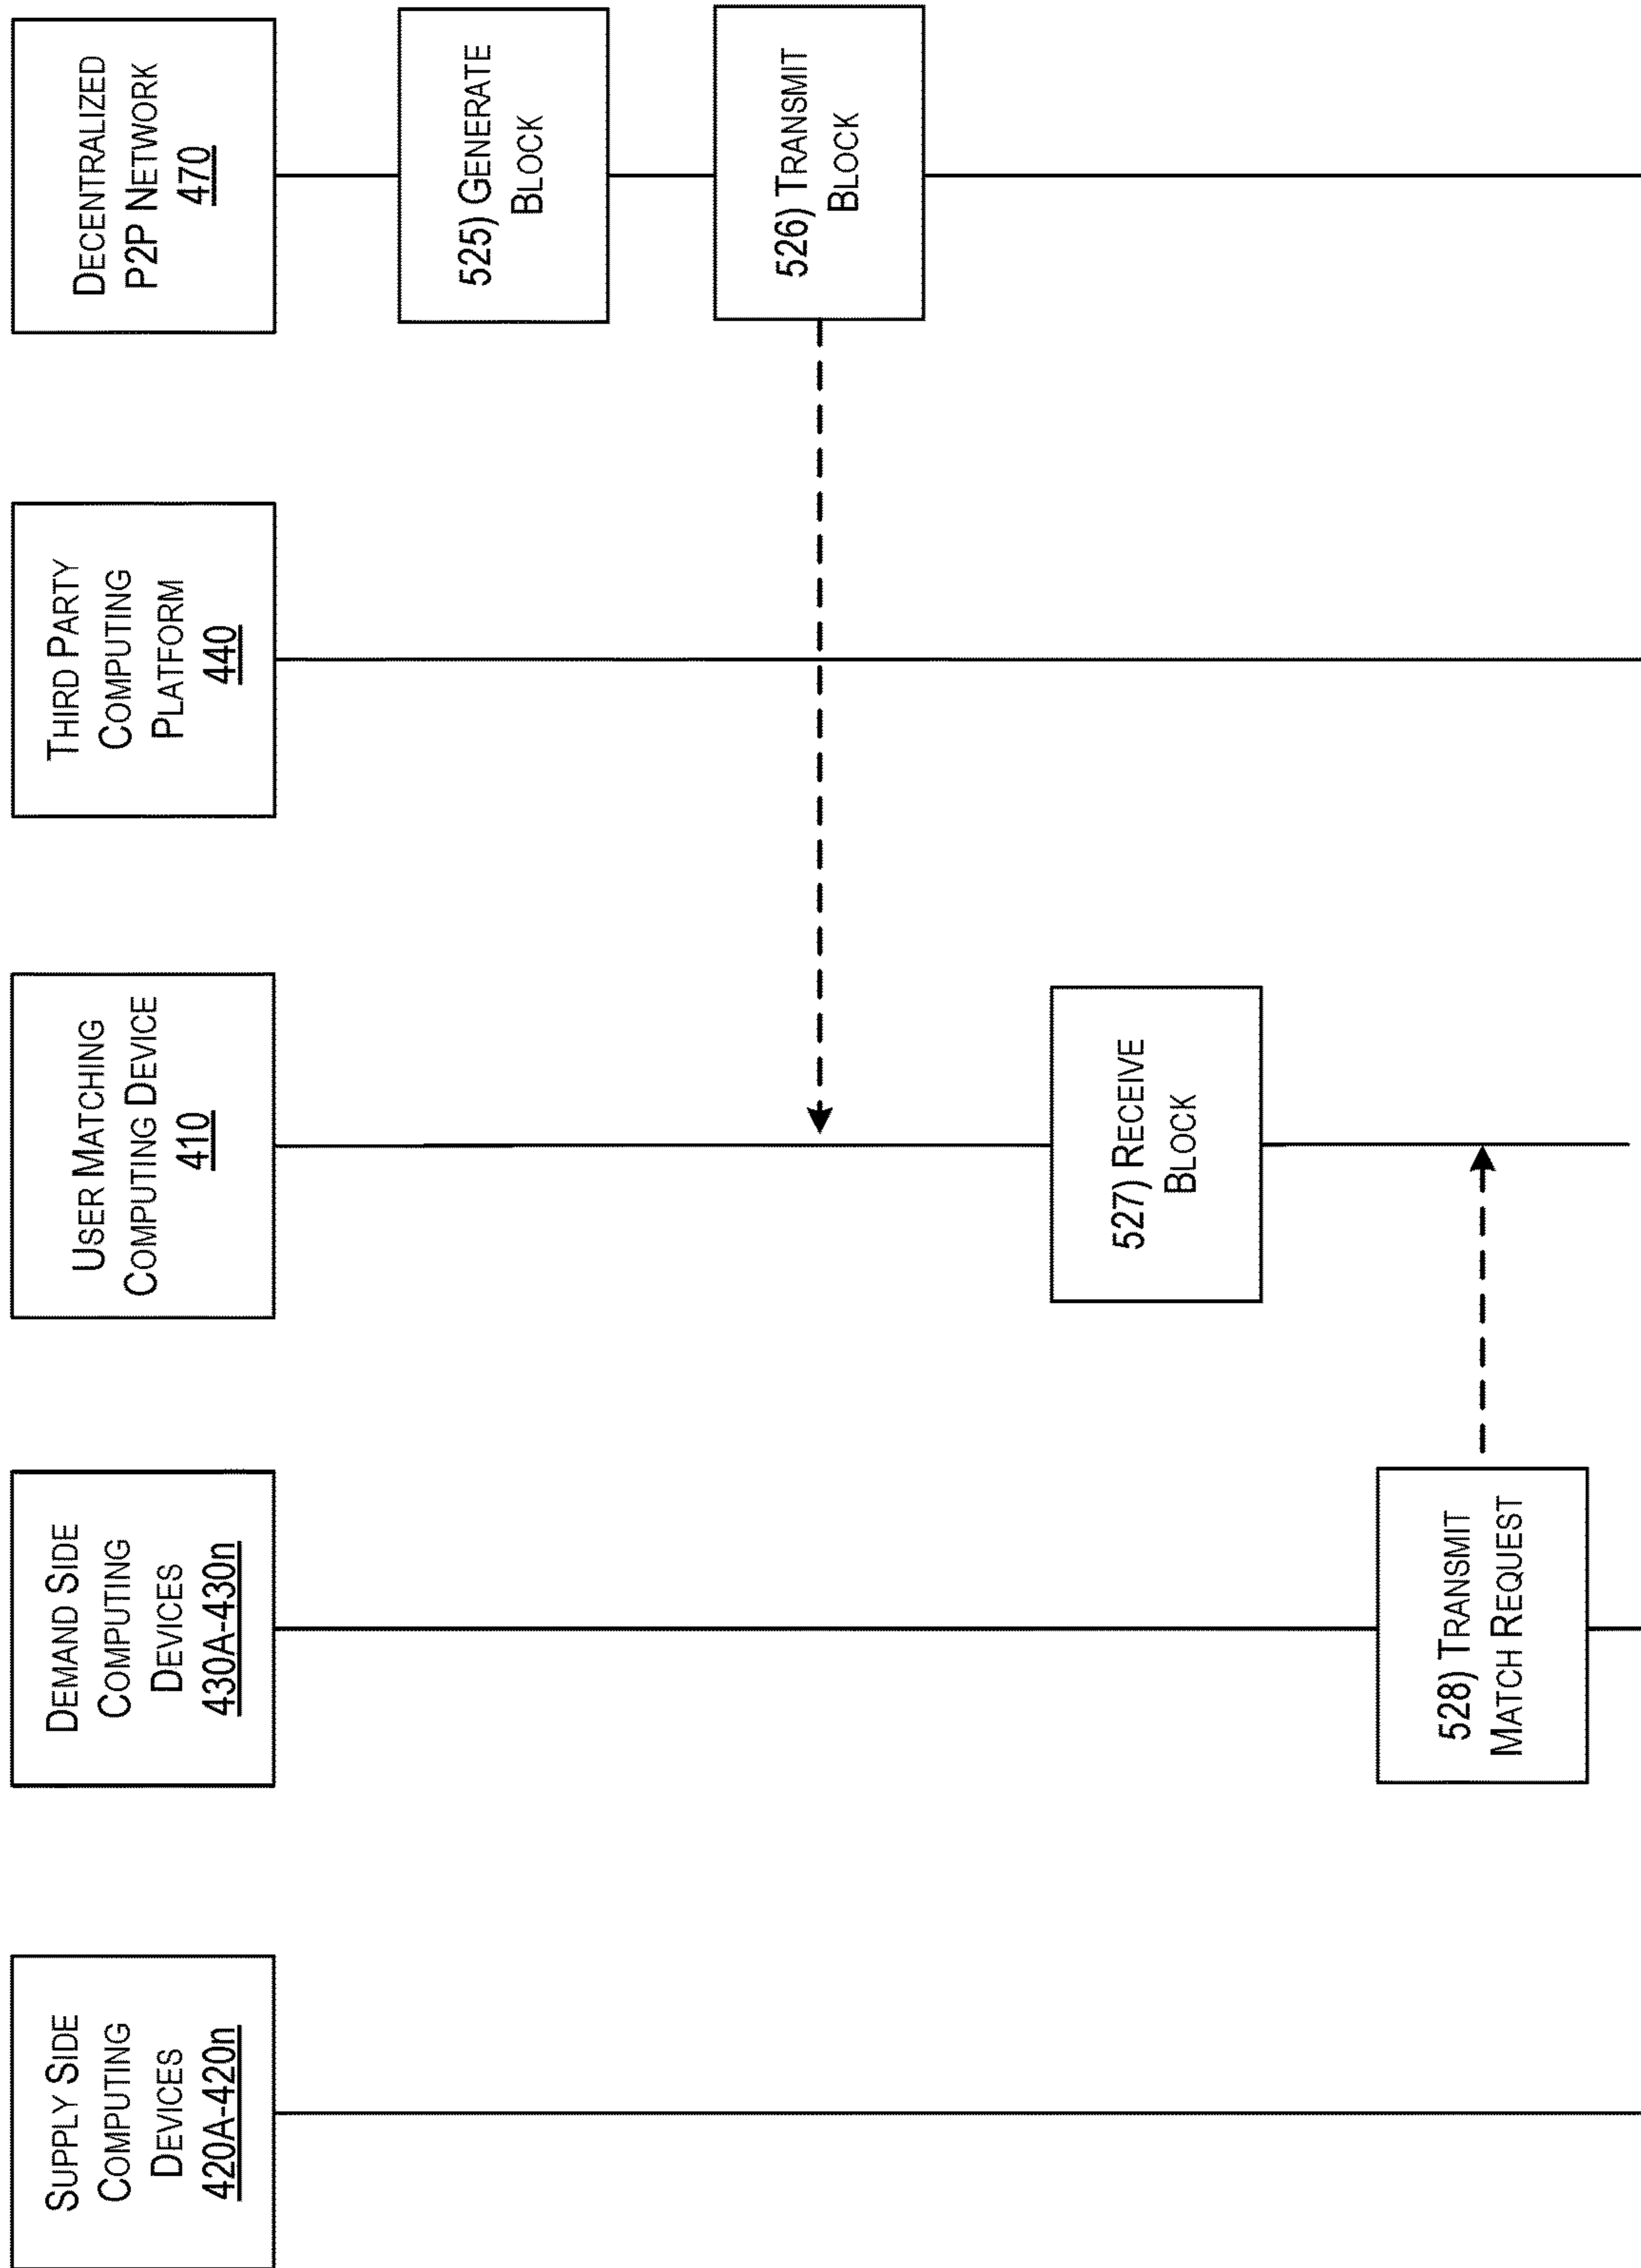 SUPPLY SIDE
COMPUTING
DEVICES
420A-420n
DEMAND SIDE
COMPUTING
DEVICES
430A-430n
USER MATCHING
COMPUTING DEVICE
410
THIRD PARTY
COMPUTING
PLATFORM
440
DECENTRALIZED
P2P NETWORK
470
525) GENERATE
BLOCK
526) TRANSMIT
BLOCK
527) RECEIVE
BLOCK
528) TRANSMIT
MATCH REQUEST